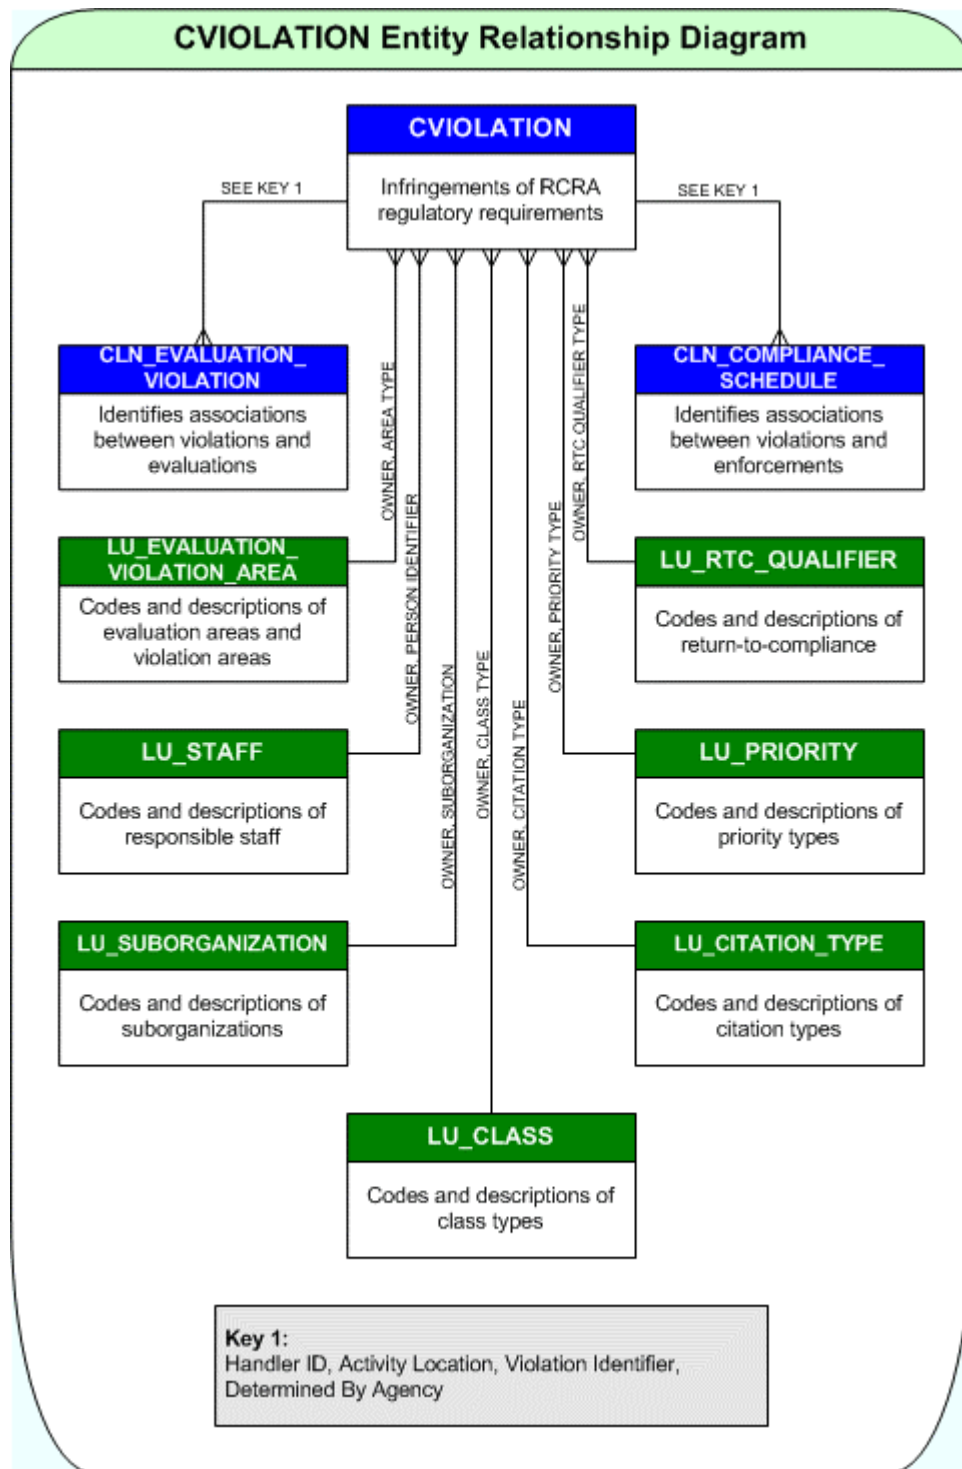 CVIOLATION Entity Relationship Diagram
CVIOLATION
Infringements of RCRA
regulatory requirements
SEE KEY 1
SEE KEY 1
CLN_EVALUATION_
VIOLATION
Identifies associations
between violations and
evaluations
CLN_COMPLIANCE_
SCHEDULE
Identifies associations
between violations and
enforcements
OWNER, AREA TYPE
OWNER, PERSON IDENTIFIER
OWNER, SUBORGANIZATION
OWNER, CLASS TYPE
OWNER, CITATION TYPE
OWNER, PRIORITY TYPE
OWNER, RTC QUALIFIER TYPE
LU_EVALUATION_
VIOLATION_AREA
Codes and descriptions of
evaluation areas and
violation areas
LU_RTC_QUALIFIER
Codes and descriptions of
return-to-compliance
LU_STAFF
Codes and descriptions of
responsible staff
LU_PRIORITY
Codes and descriptions of
priority types
LU_SUBORGANIZATION
Codes and descriptions of
suborganizations
LU_CITATION_TYPE
Codes and descriptions of
citation types
LU_CLASS
Codes and descriptions of
class types
Key 1:
Handler ID, Activity Location, Violation Identifier,
Determined By Agency